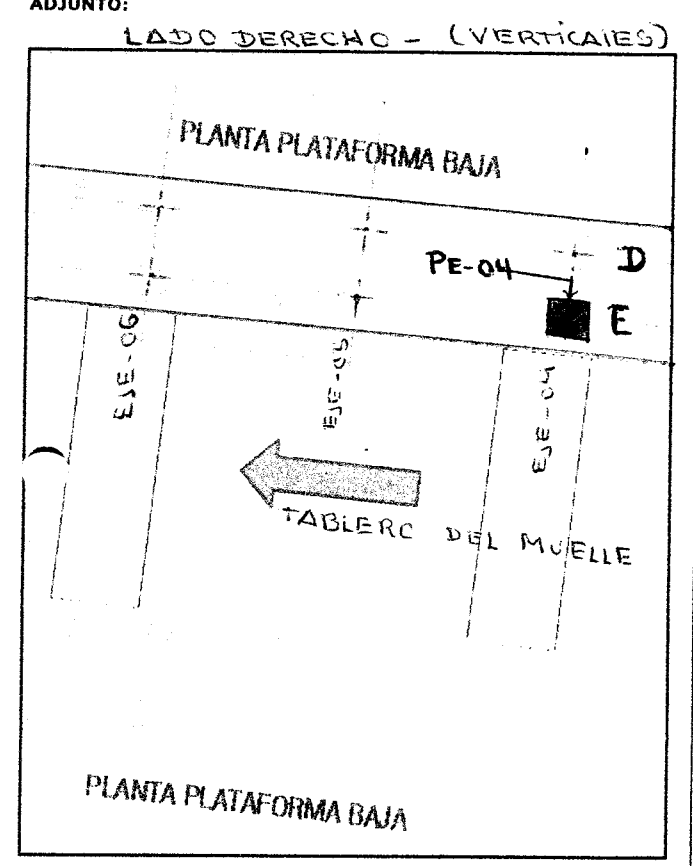 ADJUNTO:
LADO DERECHO - (VERTICALES)
PLANTA PLATAFORMA BAJA
PE-04
D
E
EJE-06
EJE-05
EJE-04
TABLERO DEL MUELLE
PLANTA PLATAFORMA BAJA